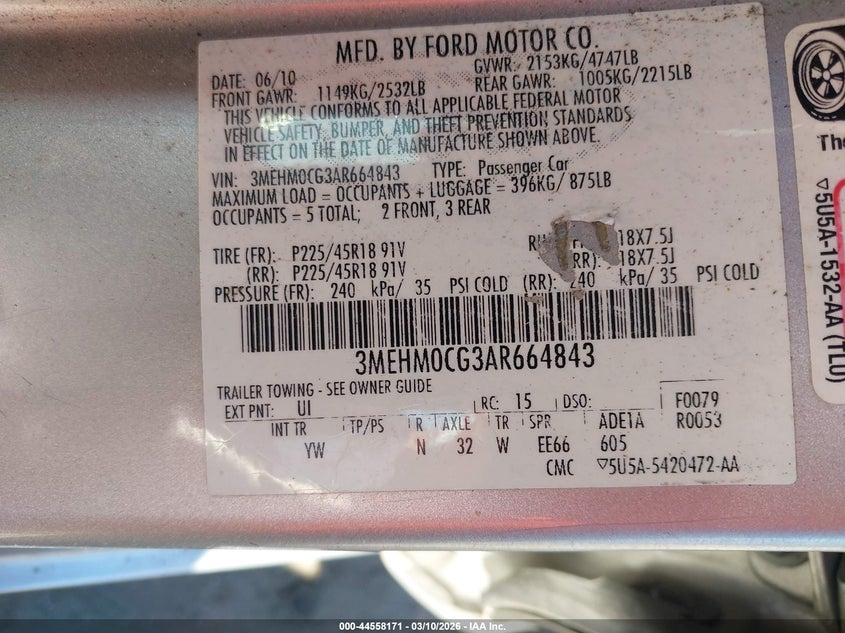 MFD. BY FORD MOTOR CO.
DATE: 06/10 GVWR: 2153KG/4747LB
FRONT GAWR: 1149KG/2532LB REAR GAWR: 1005KG/2215LB
THIS VEHICLE CONFORMS TO ALL APPLICABLE FEDERAL MOTOR
VEHICLE SAFETY, BUMPER, AND THEFT PREVENTION STANDARDS
IN EFFECT ON THE DATE OF MANUFACTURE SHOWN ABOVE.
VIN: 3MEHM0CG3AR664843 TYPE: Passenger Car
MAXIMUM LOAD = OCCUPANTS + LUGGAGE = 396KG/ 875LB
OCCUPANTS = 5 TOTAL; 2 FRONT, 3 REAR
TIRE (FR): P225/45R18 91V 18X7.5J
(RR): P225/45R18 91V (RR): 18X7.5J
PRESSURE (FR): 240 kPa/ 35 PSI COLD (RR): 240 kPa/ 35 PSI COLD
3MEHM0CG3AR664843
TRAILER TOWING - SEE OWNER GUIDE
EXT PNT: UI RC: 15 DSO: F0079
INT TR TP/PS R AXLE TR SPR ADE1A R0053
YW N 32 W EE66 605
CMC ▽5U5A-5420472-AA
The
▽5U5A-1532-AA (TLU)
000-44558171 — 03/10/2026 — IAA, Inc. Copyright